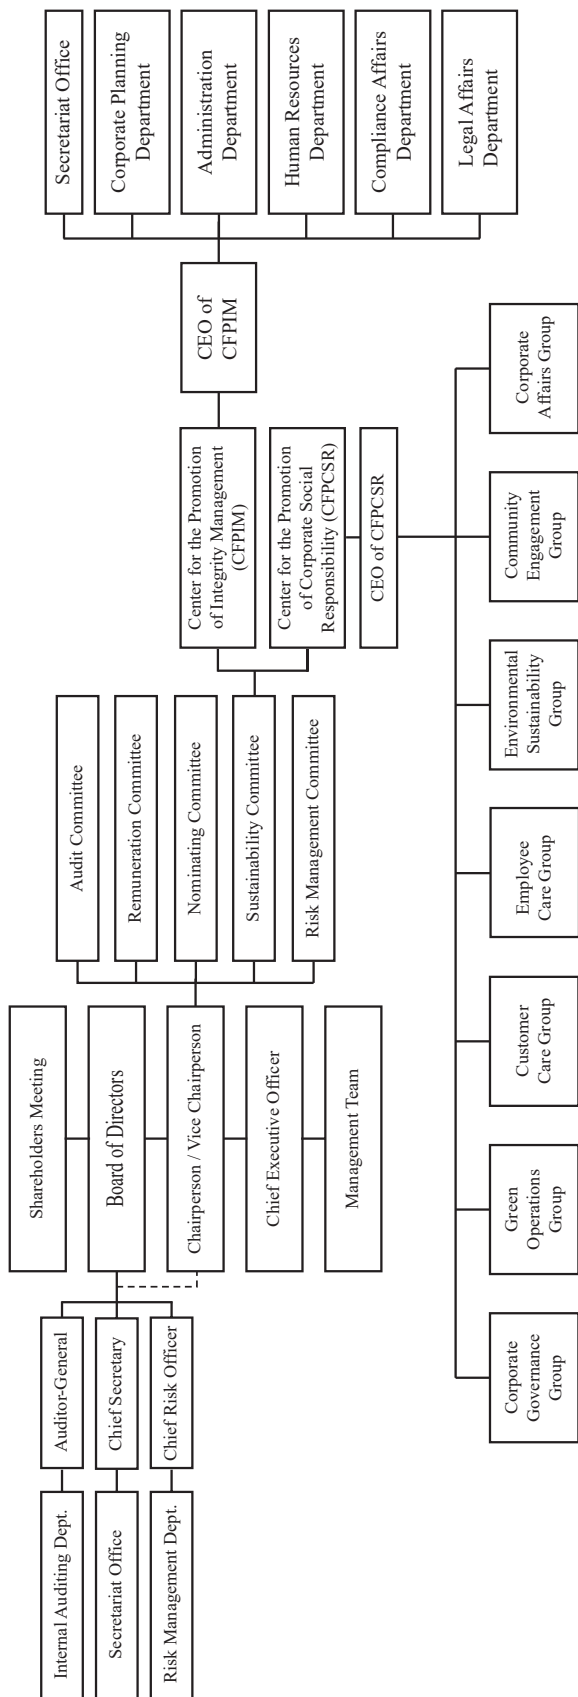 Internal Auditing Dept.
Secretariat Office
Risk Management Dept.
Auditor-General
Chief Secretary
Chief Risk Officer
Shareholders Meeting
Board of Directors
Chairperson / Vice Chairperson
Chief Executive Officer
Management Team
Audit Committee
Remuneration Committee
Nominating Committee
Sustainability Committee
Risk Management Committee
Center for the Promotion
of Integrity Management
(CFPIM)
Center for the Promotion
of Corporate Social
Responsibility (CFPCSR)
CEO of CFPCSR
CEO of
CFPIM
Secretariat Office
Corporate Planning
Department
Administration
Department
Human Resources
Department
Compliance Affairs
Department
Legal Affairs
Department
Corporate
Governance
Group
Green
Operations
Group
Customer
Care Group
Employee
Care Group
Environmental
Sustainability
Group
Community
Engagement
Group
Corporate
Affairs Group